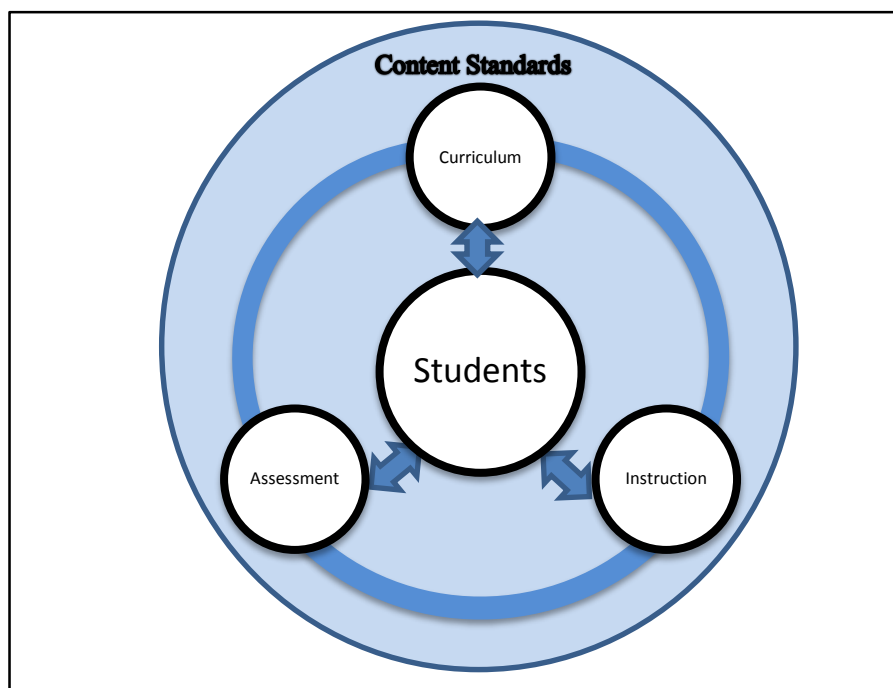 Content Standards
Curriculum
Students
Assessment
Instruction